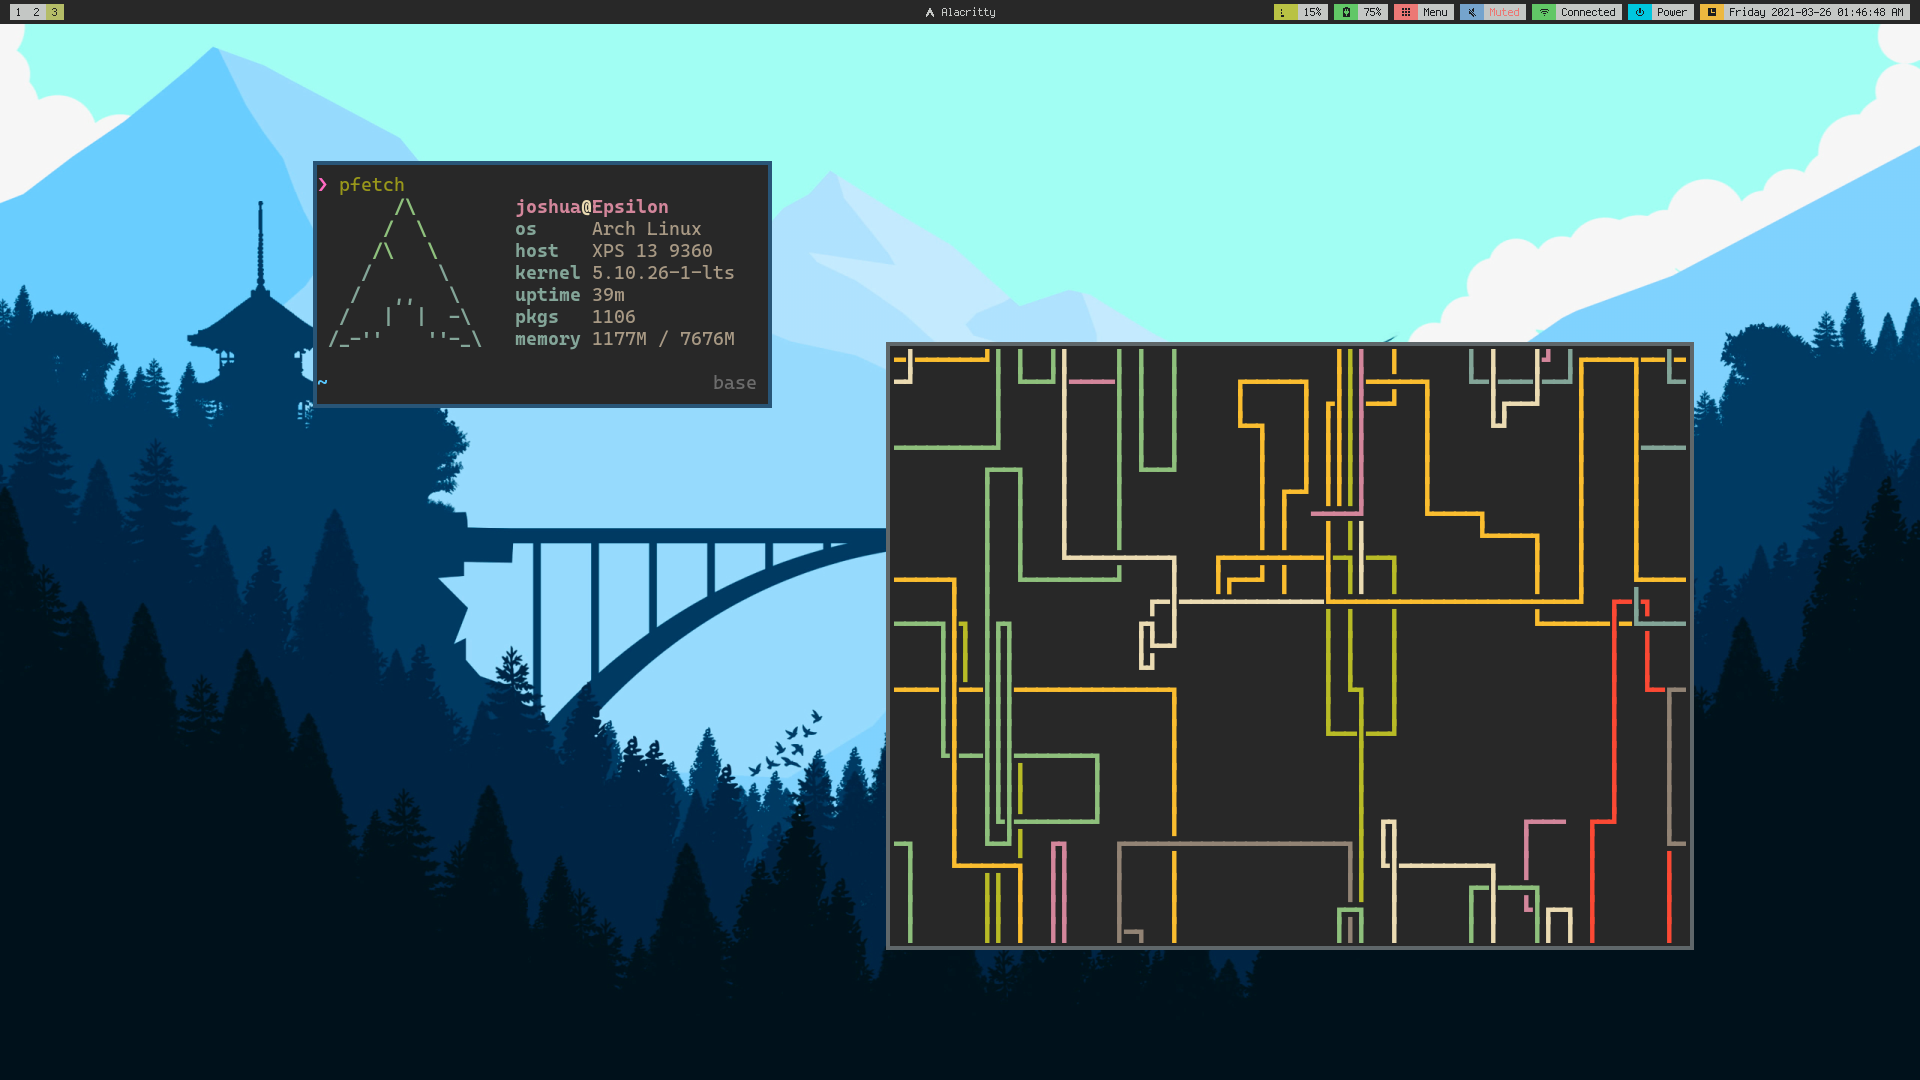 1 2 3
Alacritty
15% 75% Menu Muted Connected Power Friday 2021-03-26 01:46:48 AM
❯ pfetch
joshua@Epsilon
os Arch Linux
host XPS 13 9360
kernel 5.10.26-1-lts
uptime 39m
pkgs 1106
memory 1177M / 7676M
~ base